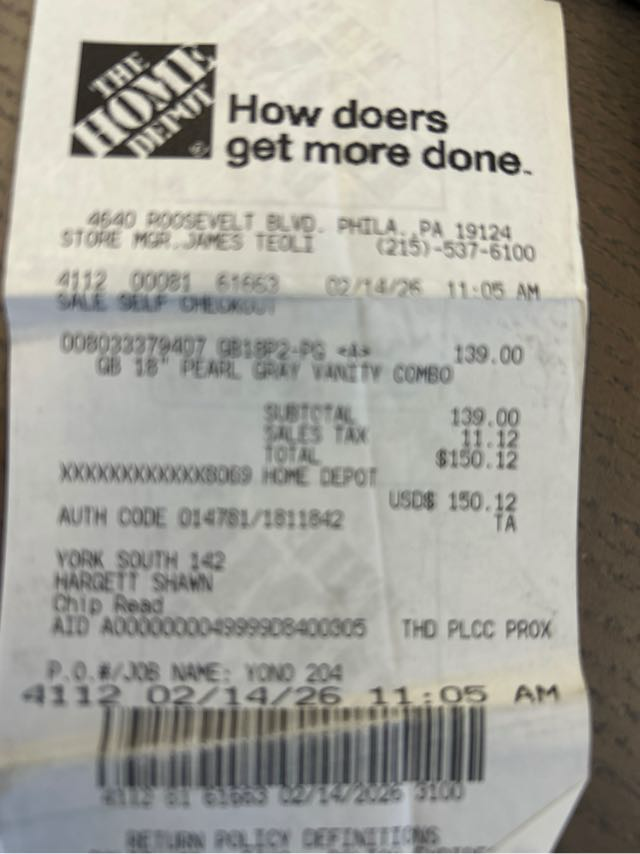 THE
HOME
DEPOT
How doers
get more done.
4640 ROOSEVELT BLVD. PHILA., PA 19124
STORE MGR.JAMES TEOLI (215)-537-6100
4112 00081 61663 02/14/26 11:05 AM
SALE SELF CHECKOUT
008033379407 GB18P2-PG <A> 139.00
GB 18" PEARL GRAY VANITY COMBO
SUBTOTAL 139.00
SALES TAX 11.12
TOTAL $150.12
XXXXXXXXXXXX8069 HOME DEPOT
USD$ 150.12
AUTH CODE 014781/1811842 TA
YORK SOUTH 142
HARGETT SHAWN
Chip Read
AID A0000000049999D8400305 THD PLCC PROX
P.O.#/JOB NAME: YONO 204
4112 02/14/26 11:05 AM
4112 81 61663 02/14/2026 3100
RETURN POLICY DEFINITIONS